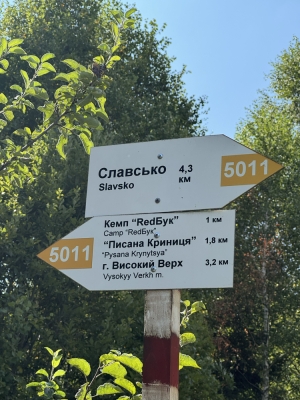 Славсько 4,3 км 5011
Slavsko
Кемп "RedБук" 1 км
Camp "RedБук"
5011 "Писана Криниця" 1,8 км
"Pysana Krynytsya"
г. Високий Верх 3,2 км
Vysokyy Verkh m.